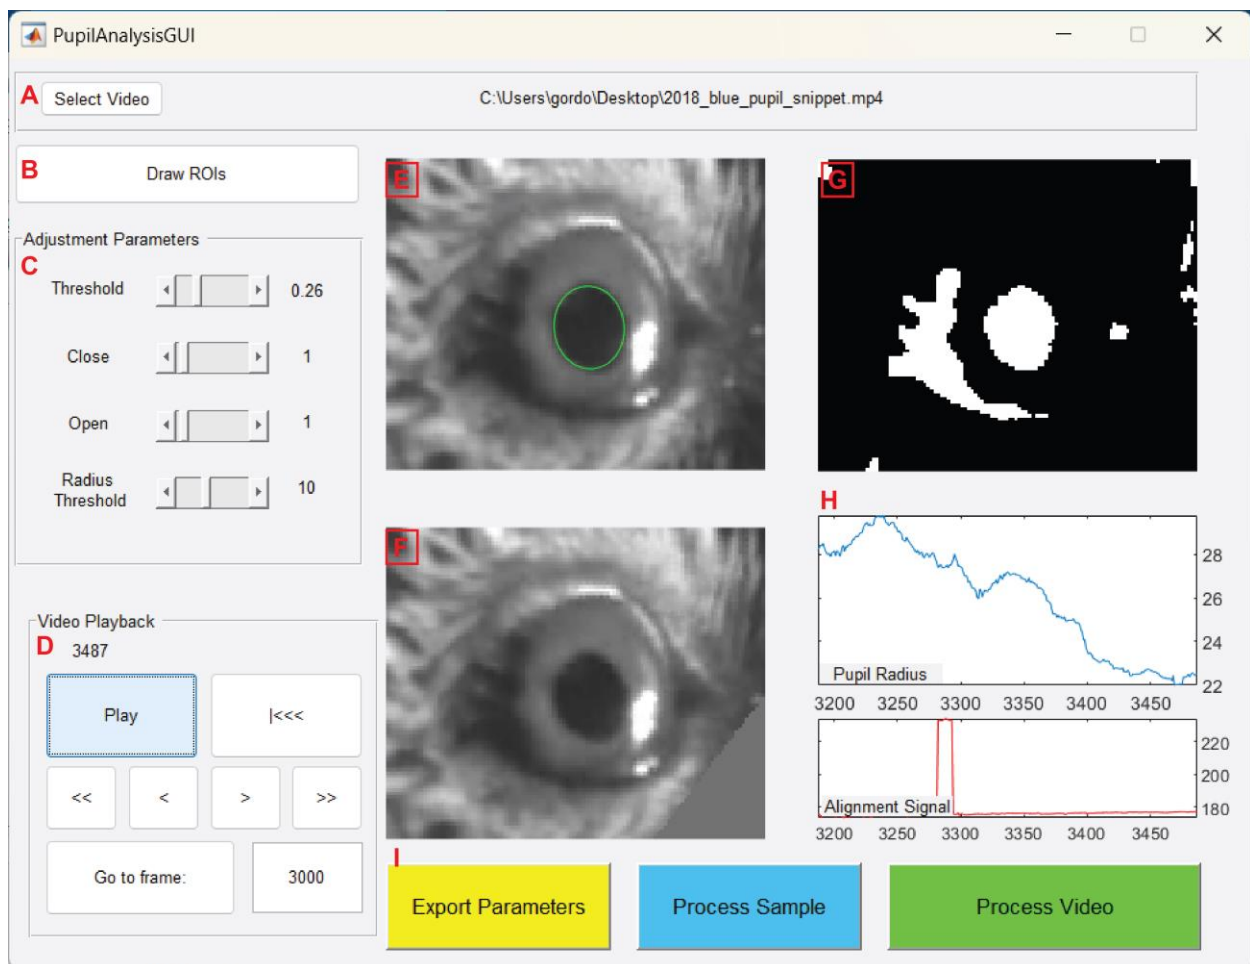 PupilAnalysisGUI
A Select Video C:\Users\gordo\Desktop\2018_blue_pupil_snippet.mp4
B Draw ROIs
Adjustment Parameters
C
Threshold 0.26
Close 1
Open 1
Radius
Threshold 10
Video Playback
D 3487
Play |<<<
<< < > >>
Go to frame: 3000
E
F
G
H
28
26
24
22
Pupil Radius
3200 3250 3300 3350 3400 3450
220
200
180
Alignment Signal
3200 3250 3300 3350 3400 3450
I
Export Parameters Process Sample Process Video